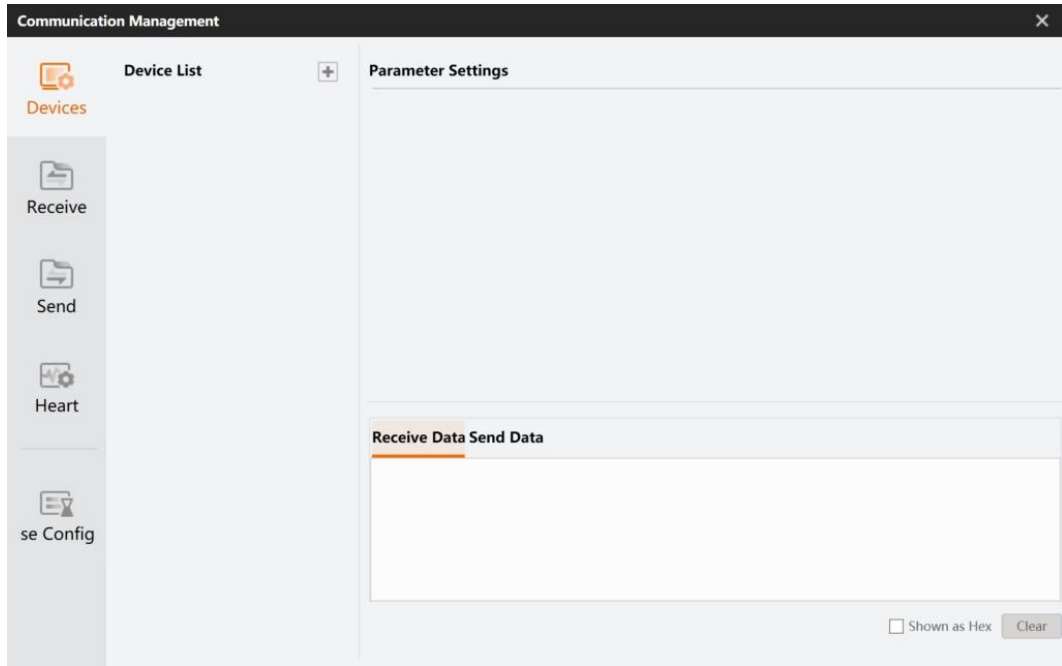 Communication Management
Devices
Device List
Parameter Settings
Receive
Send
Heart
se Config
Receive Data Send Data
Shown as Hex
Clear